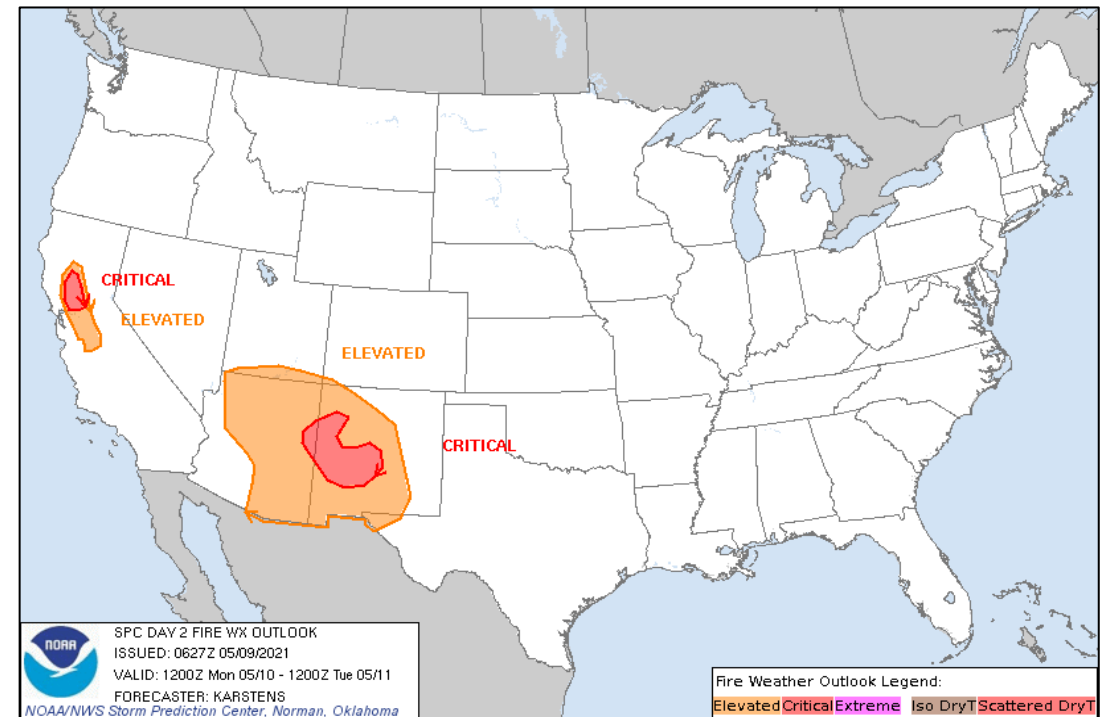 CRITICAL
ELEVATED
ELEVATED
CRITICAL
NOAA
SPC DAY 2 FIRE WX OUTLOOK
ISSUED: 0627Z 05/09/2021
VALID: 1200Z Mon 05/10 - 1200Z Tue 05/11
FORECASTER: KARSTENS
NOAA/NWS Storm Prediction Center, Norman, Oklahoma
Fire Weather Outlook Legend:
Elevated Critical Extreme Iso DryT Scattered DryT